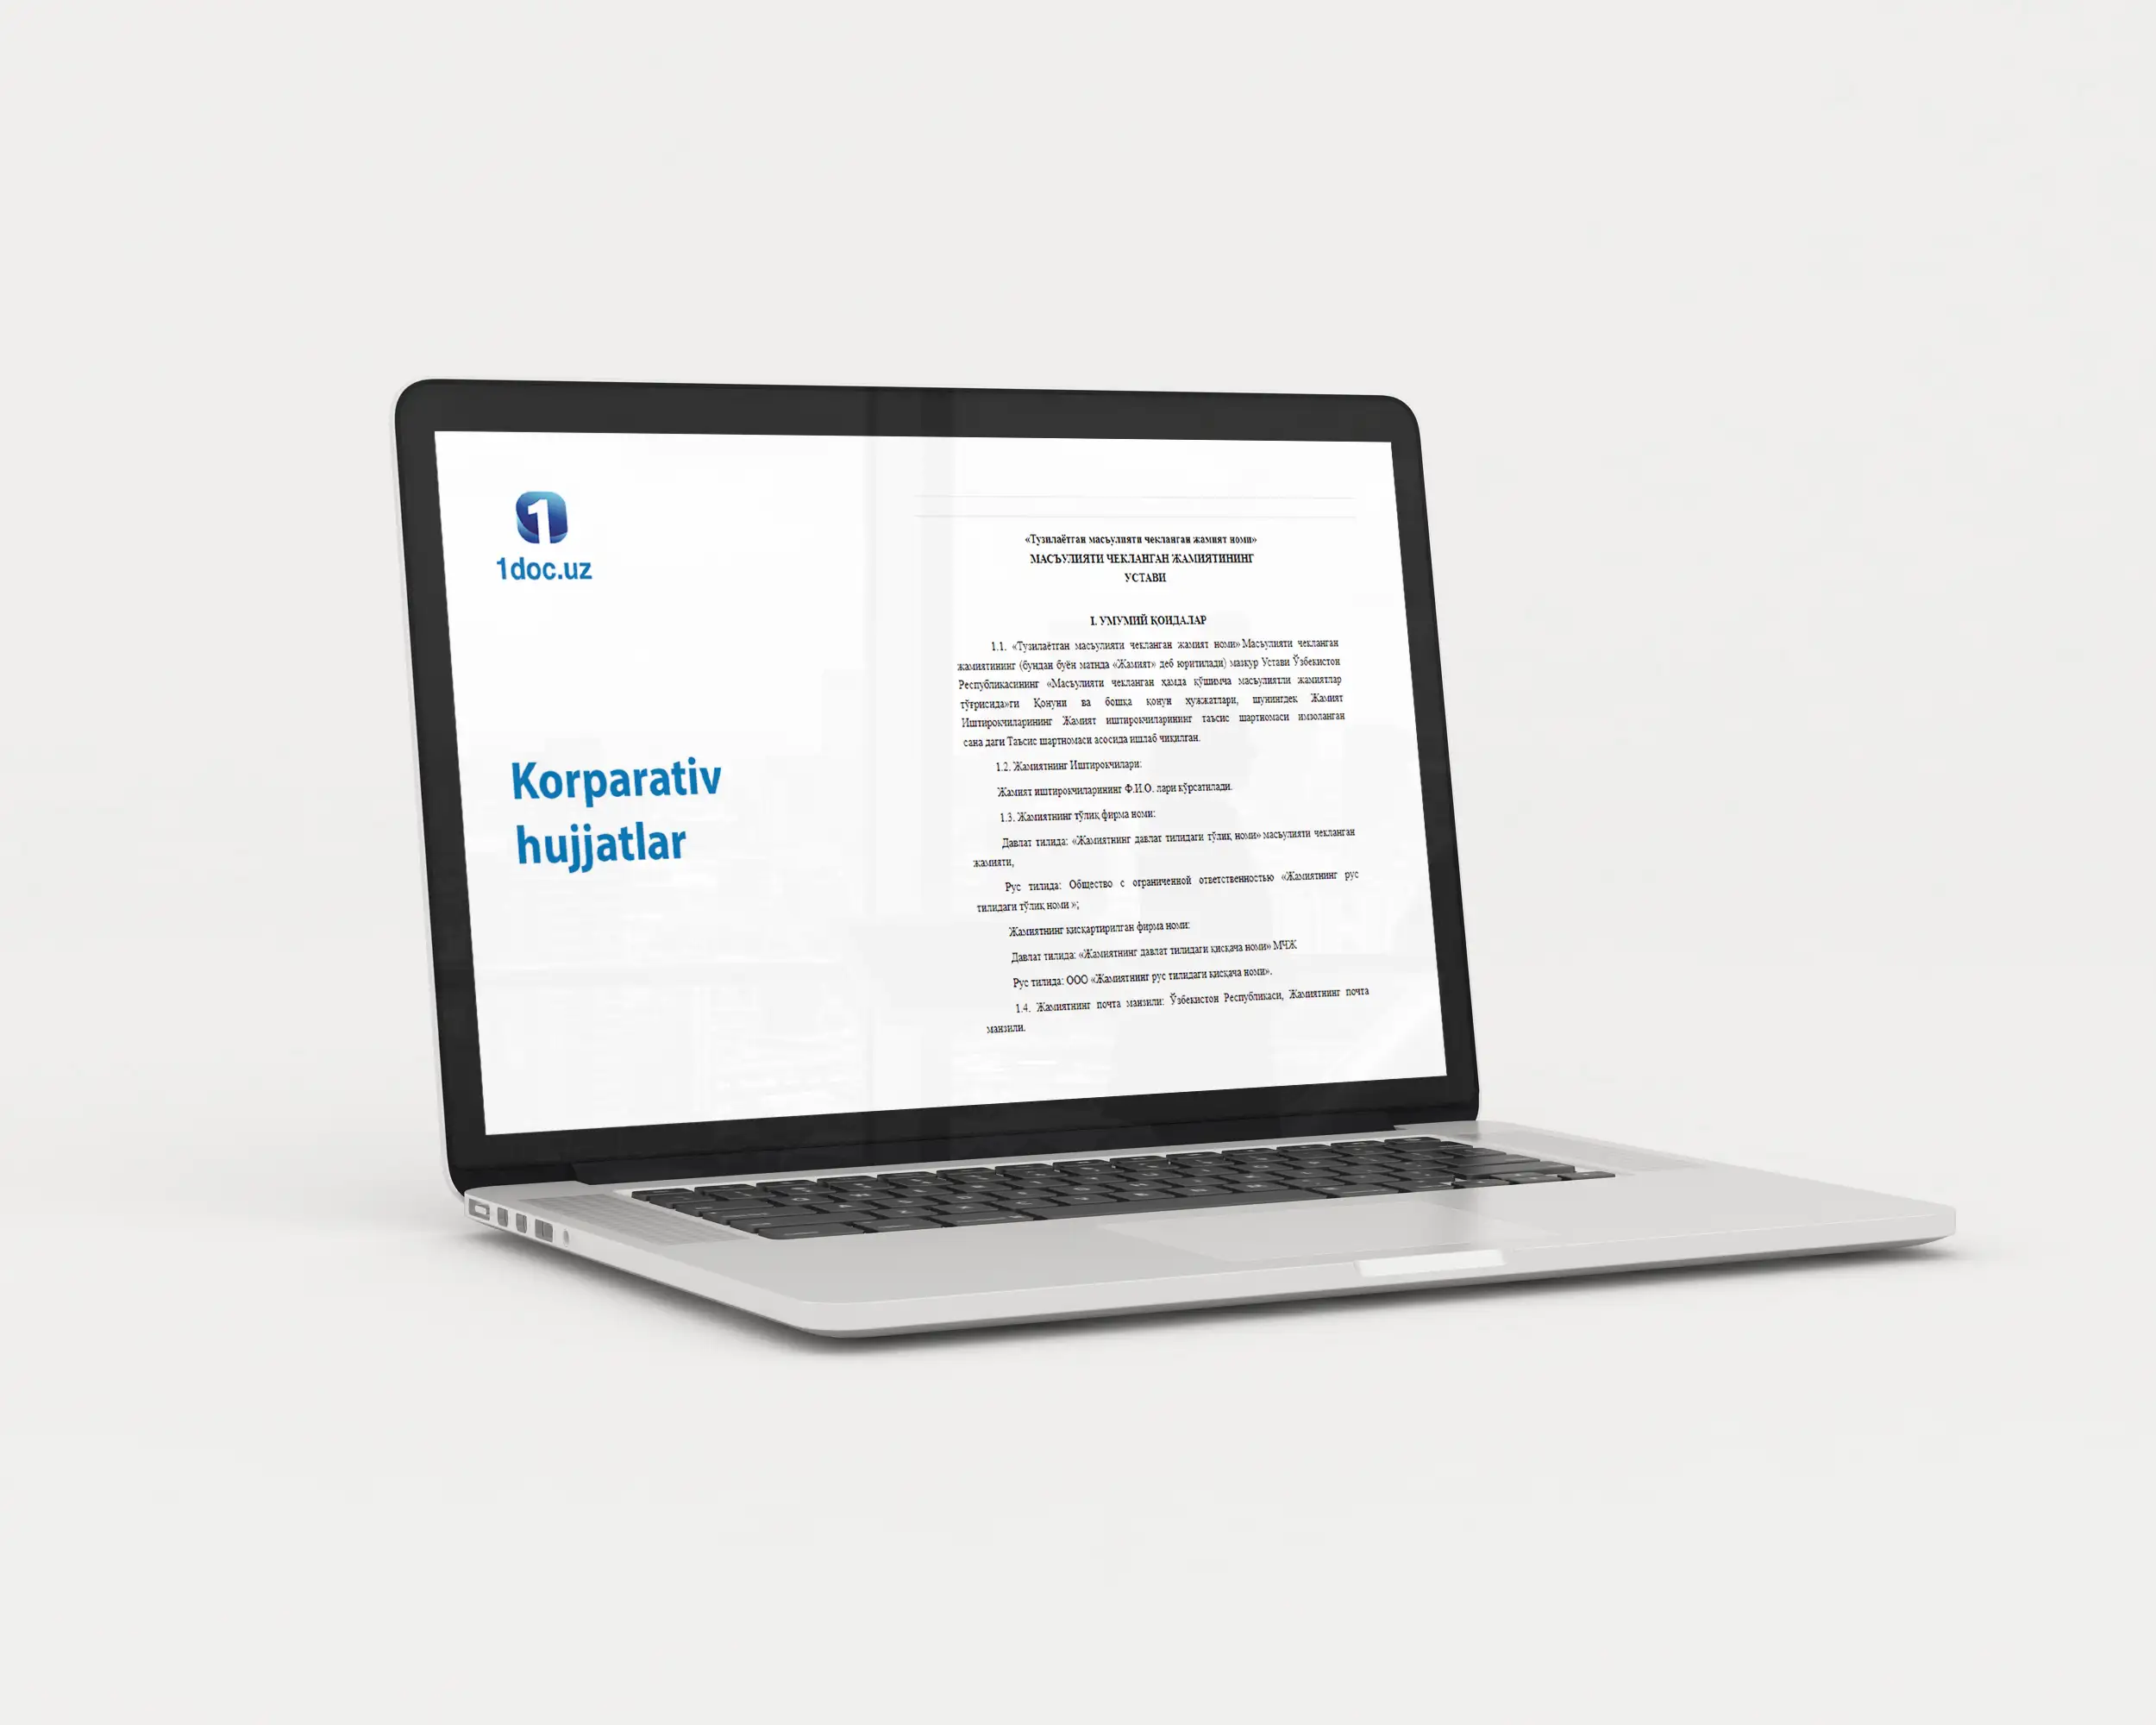 1
1doc.uz
Korparativ
hujjatlar
«Тузилаётган масъулияти чекланган жамият номи»
МАСЪУЛИЯТИ ЧЕКЛАНГАН ЖАМИЯТИНИНГ
УСТАВИ
I. УМУМИЙ ҚОИДАЛАР
1.1. «Тузилаётган масъулияти чекланган жамият номи» Масъулияти чекланган
жамиятининг (бундан буён матнда «Жамият» деб юритилади) мазкур Устави Ўзбекистон
Республикасининг «Масъулияти чекланган ҳамда қўшимча масъулиятли жамиятлар
тўғрисида»ги Қонуни ва бошқа қонун ҳужжатлари, шунингдек Жамият
Иштирокчиларининг Жамият иштирокчиларининг таъсис шартномаси имзоланган
сана даги Таъсис шартномаси асосида ишлаб чиқилган.
1.2. Жамиятнинг Иштирокчилари:
Жамият иштирокчиларининг Ф.И.О. лари кўрсатилади.
1.3. Жамиятнинг тўлиқ фирма номи:
Давлат тилида: «Жамиятнинг давлат тилидаги тўлиқ номи» масъулияти чекланган
жамияти,
Рус тилида: Общество с ограниченной ответственностью «Жамиятнинг рус
тилидаги тўлиқ номи »;
Жамиятнинг қисқартирилган фирма номи:
Давлат тилида: «Жамиятнинг давлат тилидаги қисқача номи» МЧЖ
Рус тилида: ООО «Жамиятнинг рус тилидаги қисқача номи».
1.4. Жамиятнинг почта манзили: Ўзбекистон Республикаси, Жамиятнинг почта
манзили.